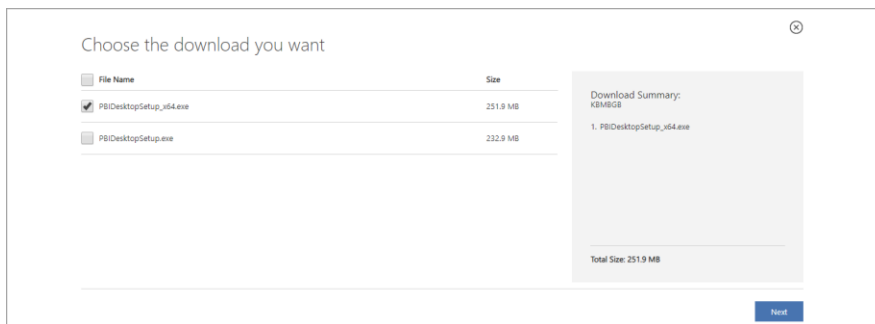 Choose the download you want
File Name Size
PBIDesktopSetup_x64.exe 251.9 MB
PBIDesktopSetup.exe 232.9 MB
Download Summary:
KBMBGB
1. PBIDesktopSetup_x64.exe
Total Size: 251.9 MB
Next